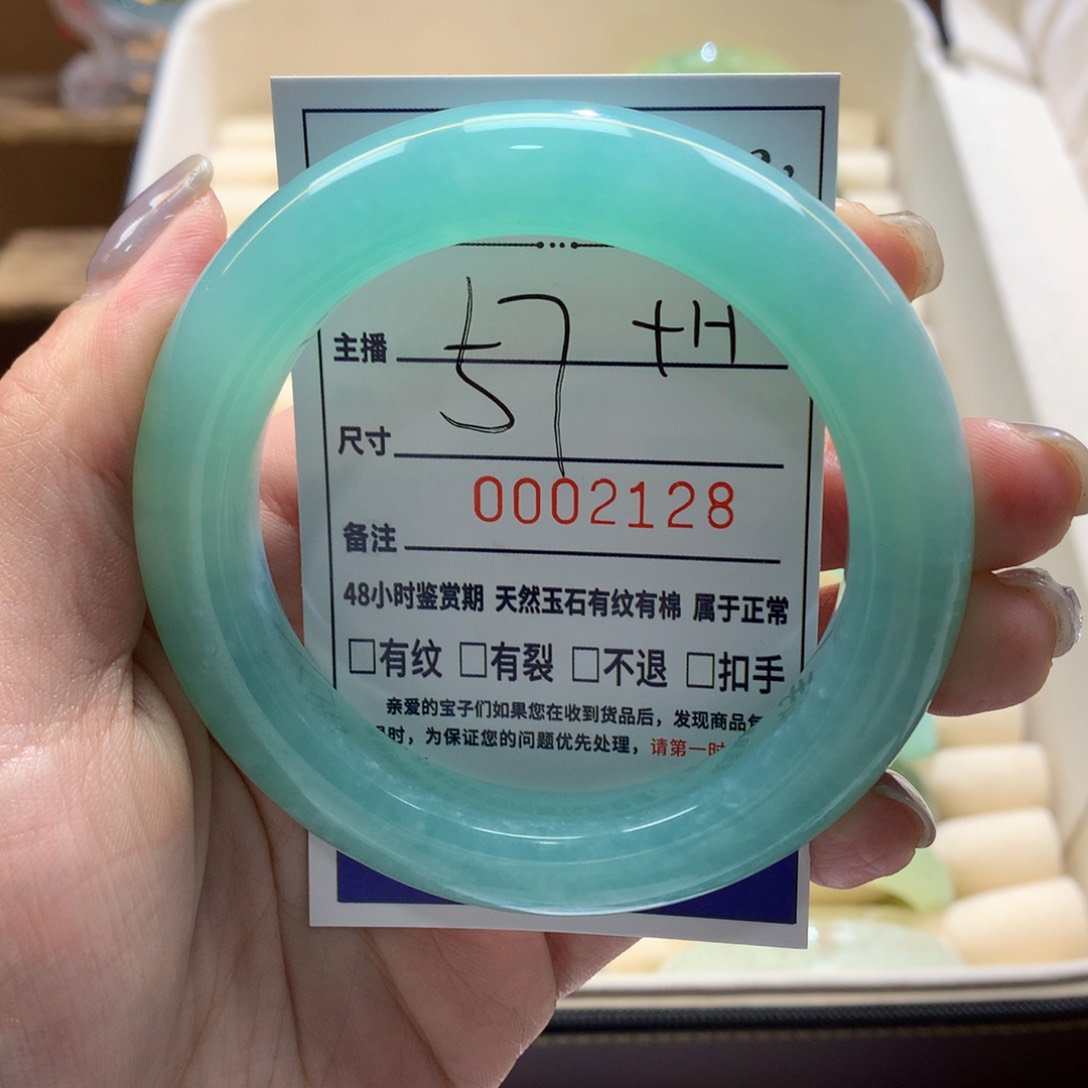 57 +H
主播
尺寸
0002128
备注
48小时鉴赏期 天然玉石有纹有棉 属于正常
□有纹 □有裂 □不退 □扣手
亲爱的宝子们如果您在收到货品后，发现商品
时，为保证您的问题优先处理，请第一时